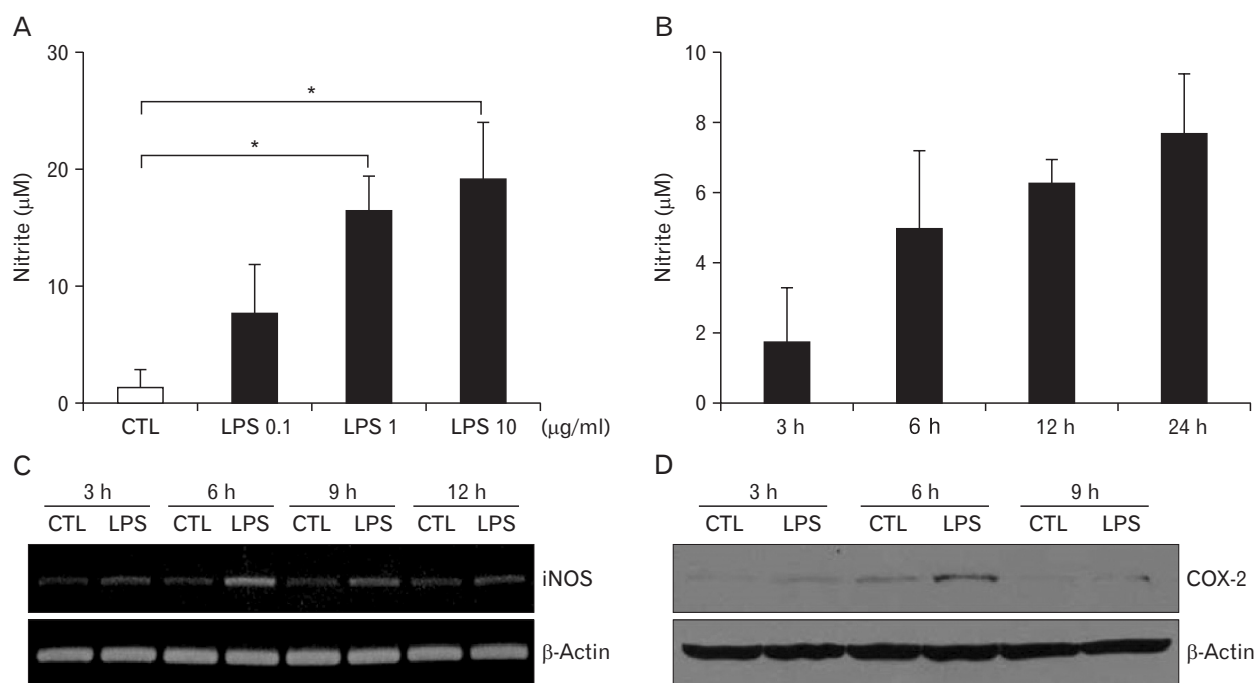 A
Nitrite (μM)
30
20
10
0
*
*
CTL LPS 0.1 LPS 1 LPS 10 (μg/ml)
B
Nitrite (μM)
10
8
6
4
2
0
3 h 6 h 12 h 24 h
C
3 h 6 h 9 h 12 h
CTL LPS CTL LPS CTL LPS CTL LPS
iNOS
β-Actin
D
3 h 6 h 9 h
CTL LPS CTL LPS CTL LPS
COX-2
β-Actin